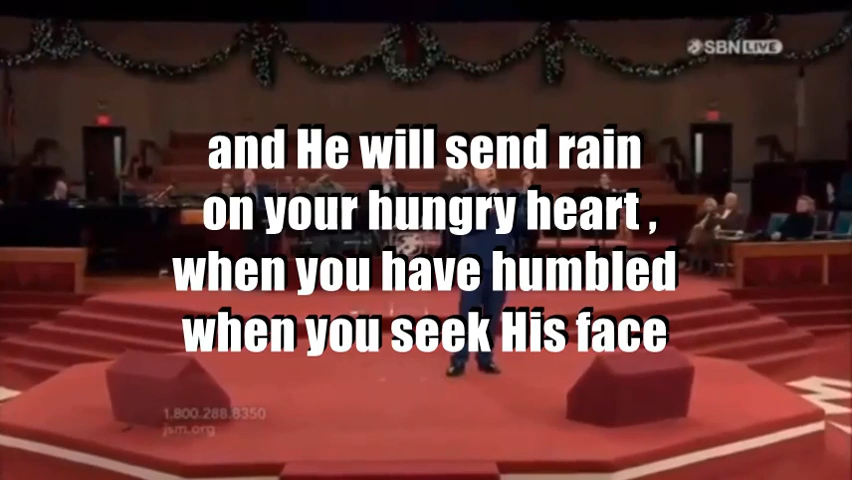 SBN LIVE
and He will send rain
on your hungry heart ,
when you have humbled
when you seek His face
1.800.288.8350
jsm.org